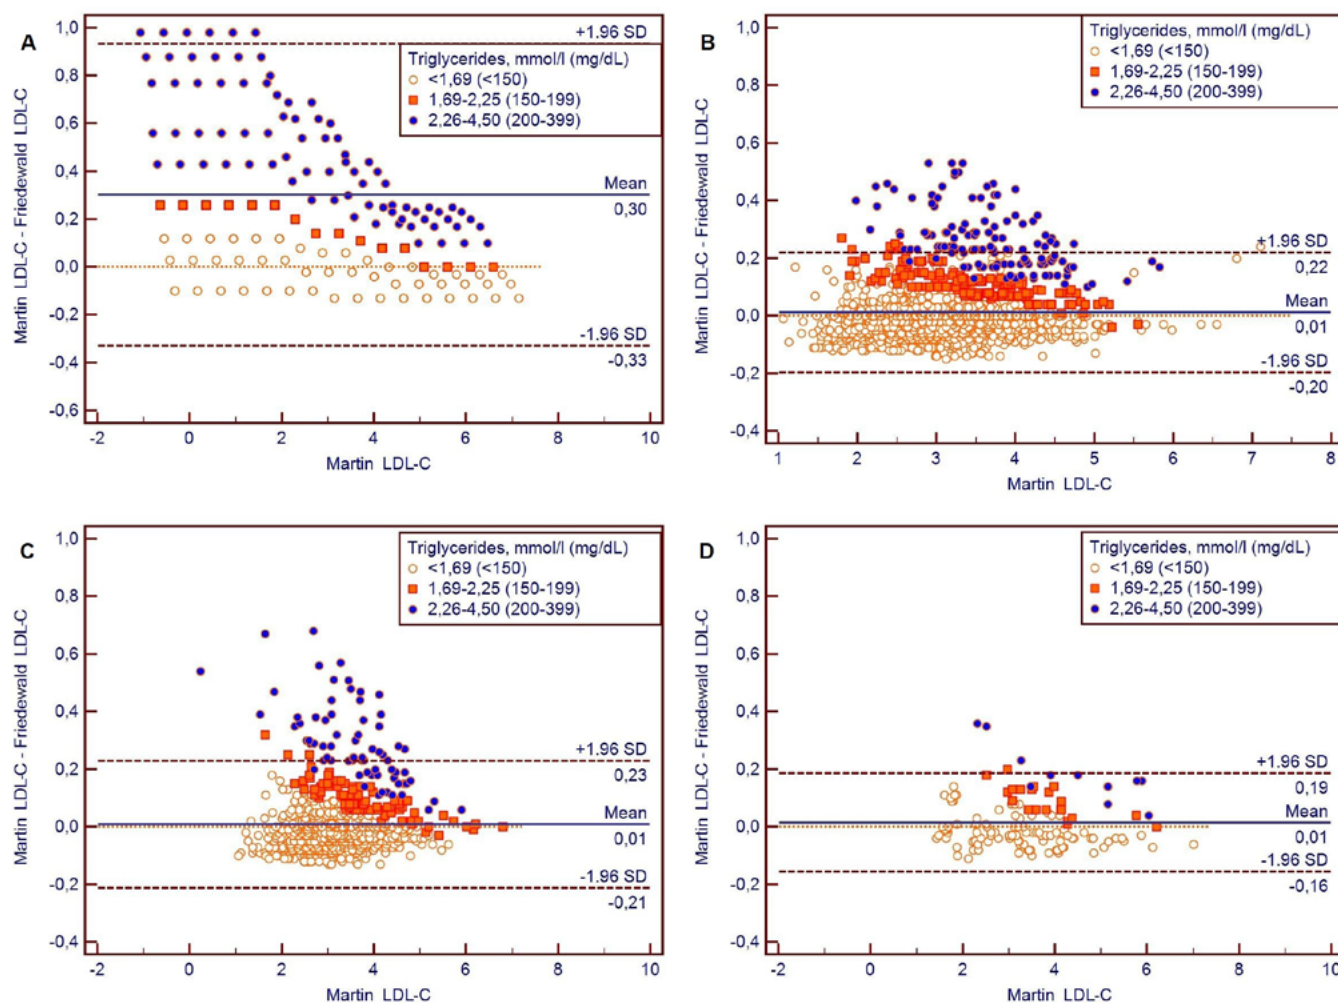 A
Martin LDL-C - Friedewald LDL-C
1,0
0,8
0,6
0,4
0,2
0,0
-0,2
-0,4
-0,6
+1.96 SD
Triglycerides, mmol/l (mg/dL)
<1,69 (<150)
1,69-2,25 (150-199)
2,26-4,50 (200-399)
Mean
0,30
-1.96 SD
-0,33
-2 0 2 4 6 8 10
Martin LDL-C
B
Martin LDL-C - Friedewald LDL-C
1,0
0,8
0,6
0,4
0,2
0,0
-0,2
-0,4
Triglycerides, mmol/l (mg/dL)
<1,69 (<150)
1,69-2,25 (150-199)
2,26-4,50 (200-399)
+1.96 SD
0,22
Mean
0,01
-1.96 SD
-0,20
1 2 3 4 5 6 7 8
Martin LDL-C
C
Martin LDL-C - Friedewald LDL-C
1,0
0,8
0,6
0,4
0,2
0,0
-0,2
-0,4
Triglycerides, mmol/l (mg/dL)
<1,69 (<150)
1,69-2,25 (150-199)
2,26-4,50 (200-399)
+1.96 SD
0,23
Mean
0,01
-1.96 SD
-0,21
-2 0 2 4 6 8 10
Martin LDL-C
D
Martin LDL-C - Friedewald LDL-C
1,0
0,8
0,6
0,4
0,2
0,0
-0,2
-0,4
Triglycerides, mmol/l (mg/dL)
<1,69 (<150)
1,69-2,25 (150-199)
2,26-4,50 (200-399)
+1.96 SD
0,19
Mean
0,01
-1.96 SD
-0,16
-2 0 2 4 6 8 10
Martin LDL-C